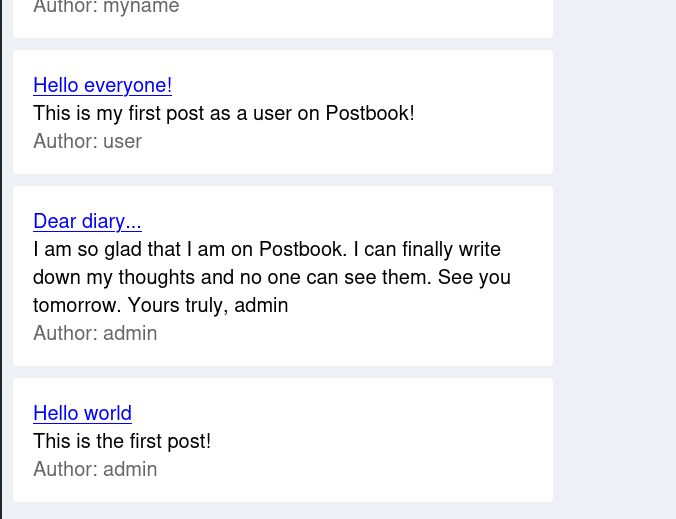 Author: myname
Hello everyone!
This is my first post as a user on Postbook!
Author: user
Dear diary...
I am so glad that I am on Postbook. I can finally write
down my thoughts and no one can see them. See you
tomorrow. Yours truly, admin
Author: admin
Hello world
This is the first post!
Author: admin